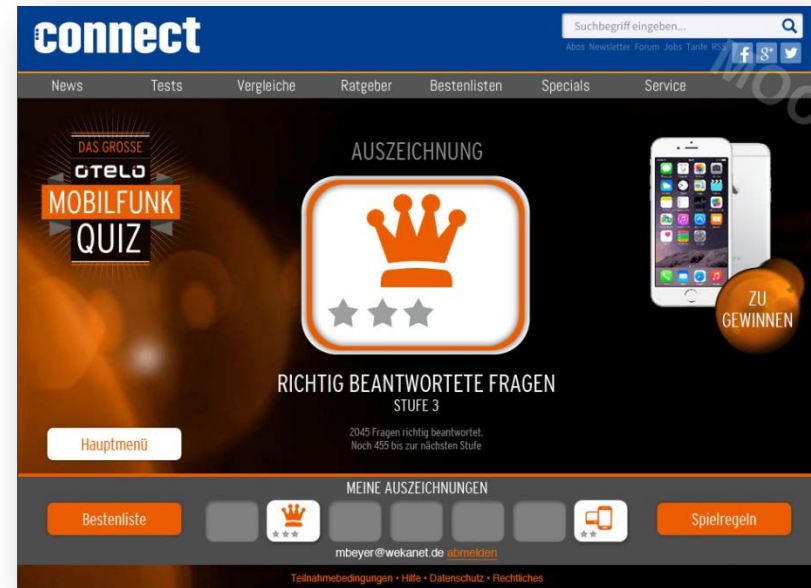 connect
Suchbegriff eingeben...
Abos Newsletter Forum Jobs Tarife RSS
News Tests Vergleiche Ratgeber Bestenlisten Specials Service
DAS GROSSE
OTELO
MOBILFUNK
QUIZ
AUSZEICHNUNG
ZU
GEWINNEN
RICHTIG BEANTWORTETE FRAGEN
STUFE 3
2045 Fragen richtig beantwortet.
Noch 455 bis zur nächsten Stufe
Hauptmenü
MEINE AUSZEICHNUNGEN
Bestenliste
Spielregeln
mbeyer@wekanet.de abmelden
Teilnahmebedingungen • Hilfe • Datenschutz • Rechtliches